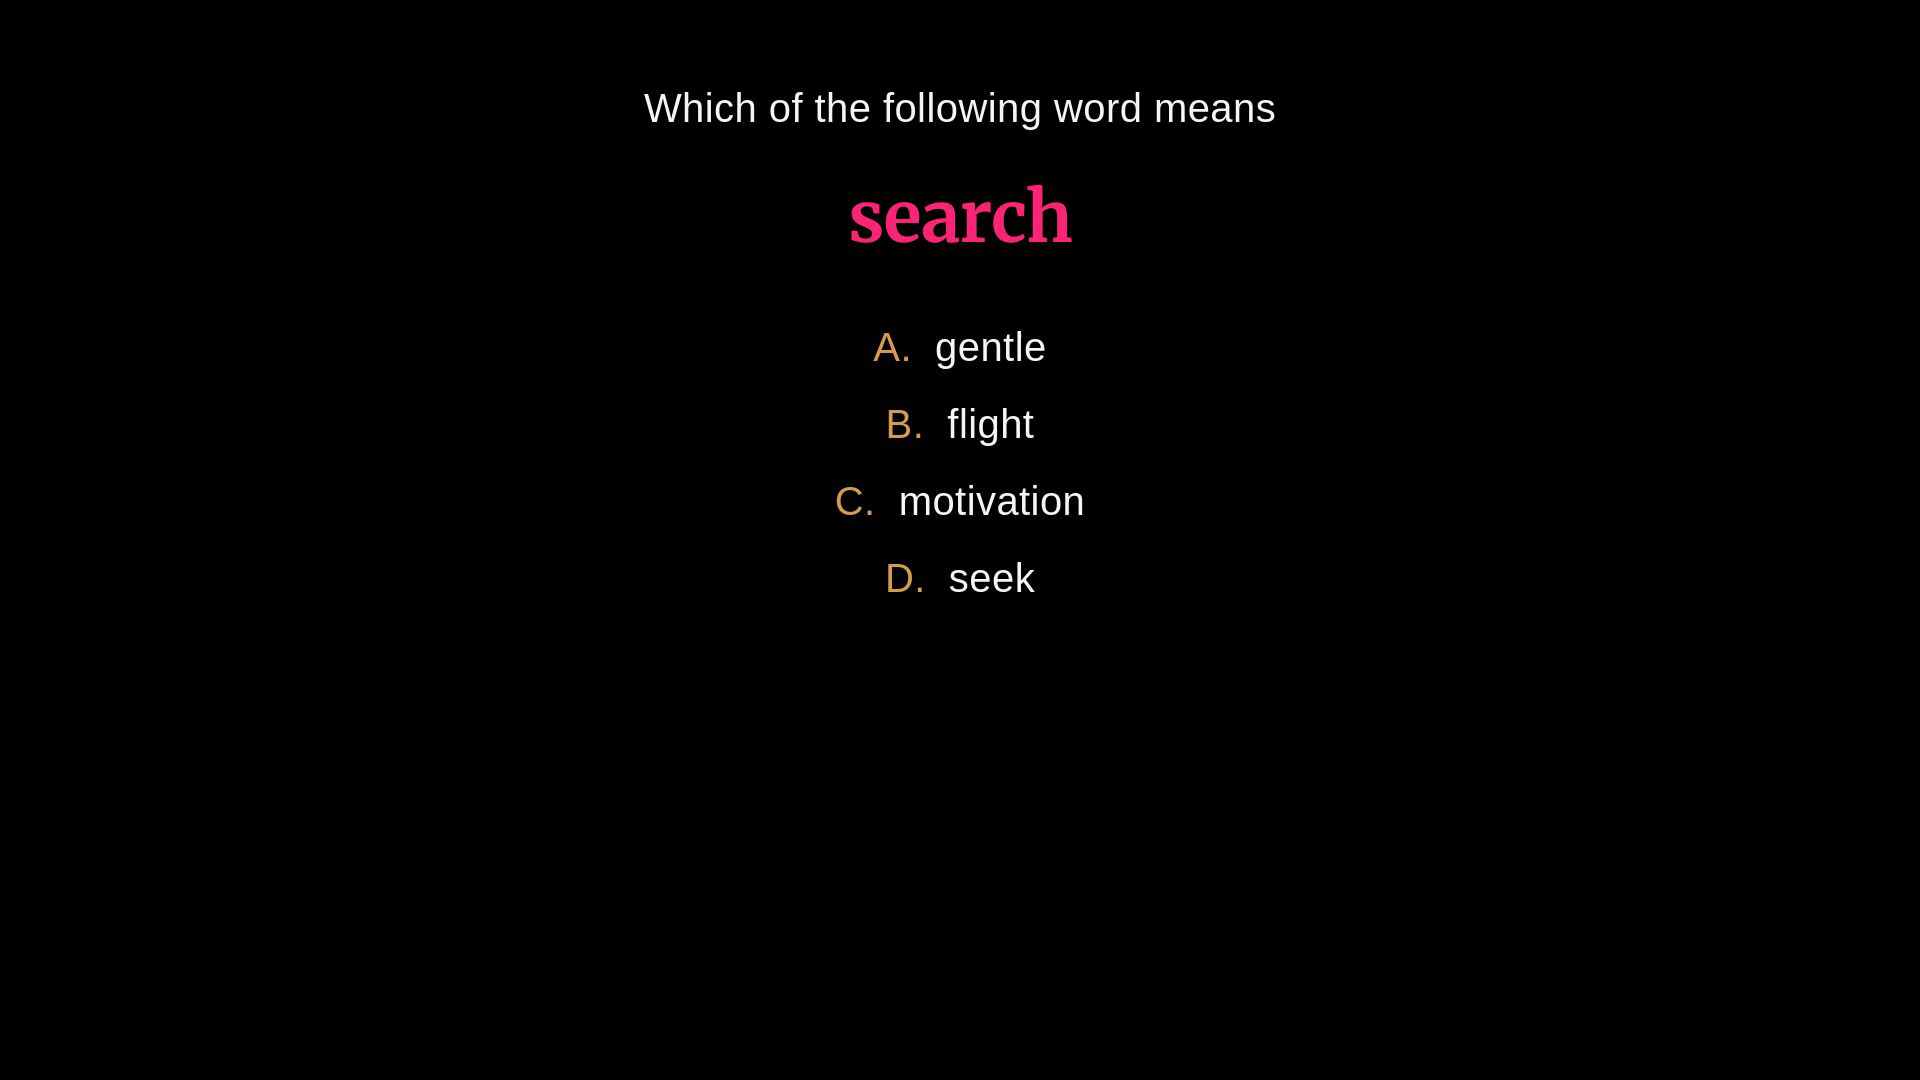 Which of the following word means
search
A. gentle
B. flight
C. motivation
D. seek